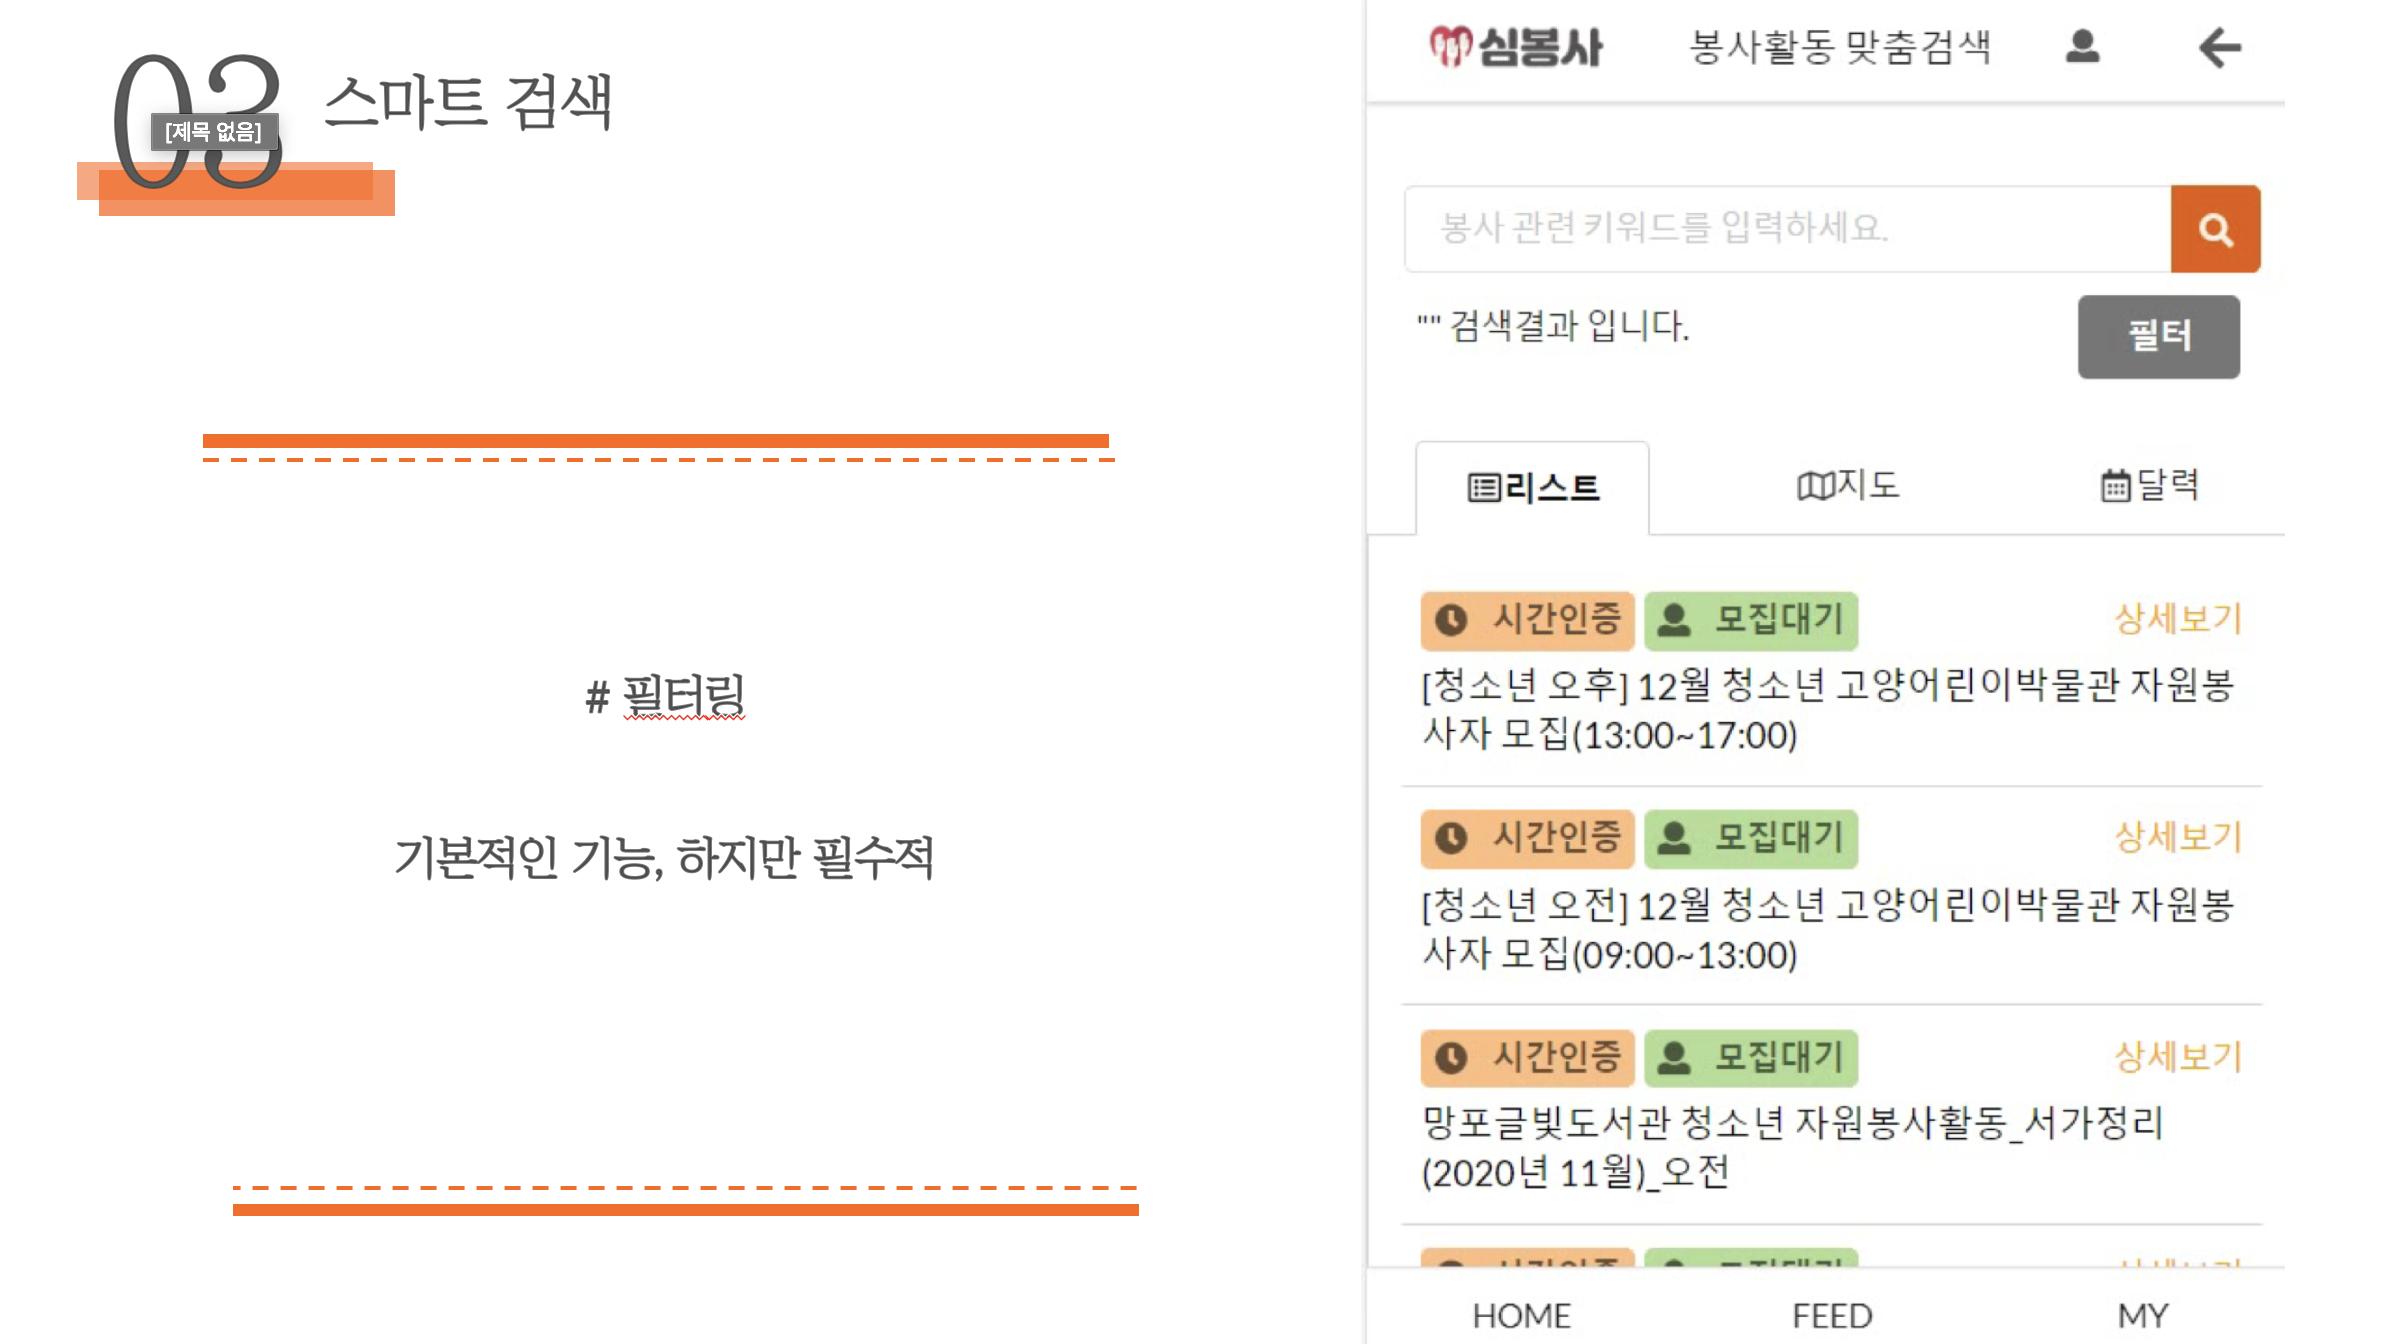 03 스마트 검색
[제목 없음]
# 필터링
기본적인 기능, 하지만 필수적
심봉사 봉사활동 맞춤검색
봉사 관련 키워드를 입력하세요.
"" 검색결과 입니다.
필터
리스트 지도 달력
시간인증 모집대기 상세보기
[청소년 오후] 12월 청소년 고양어린이박물관 자원봉
사자 모집(13:00~17:00)
시간인증 모집대기 상세보기
[청소년 오전] 12월 청소년 고양어린이박물관 자원봉
사자 모집(09:00~13:00)
시간인증 모집대기 상세보기
망포글빛도서관 청소년 자원봉사활동_서가정리
(2020년 11월)_오전
HOME FEED MY